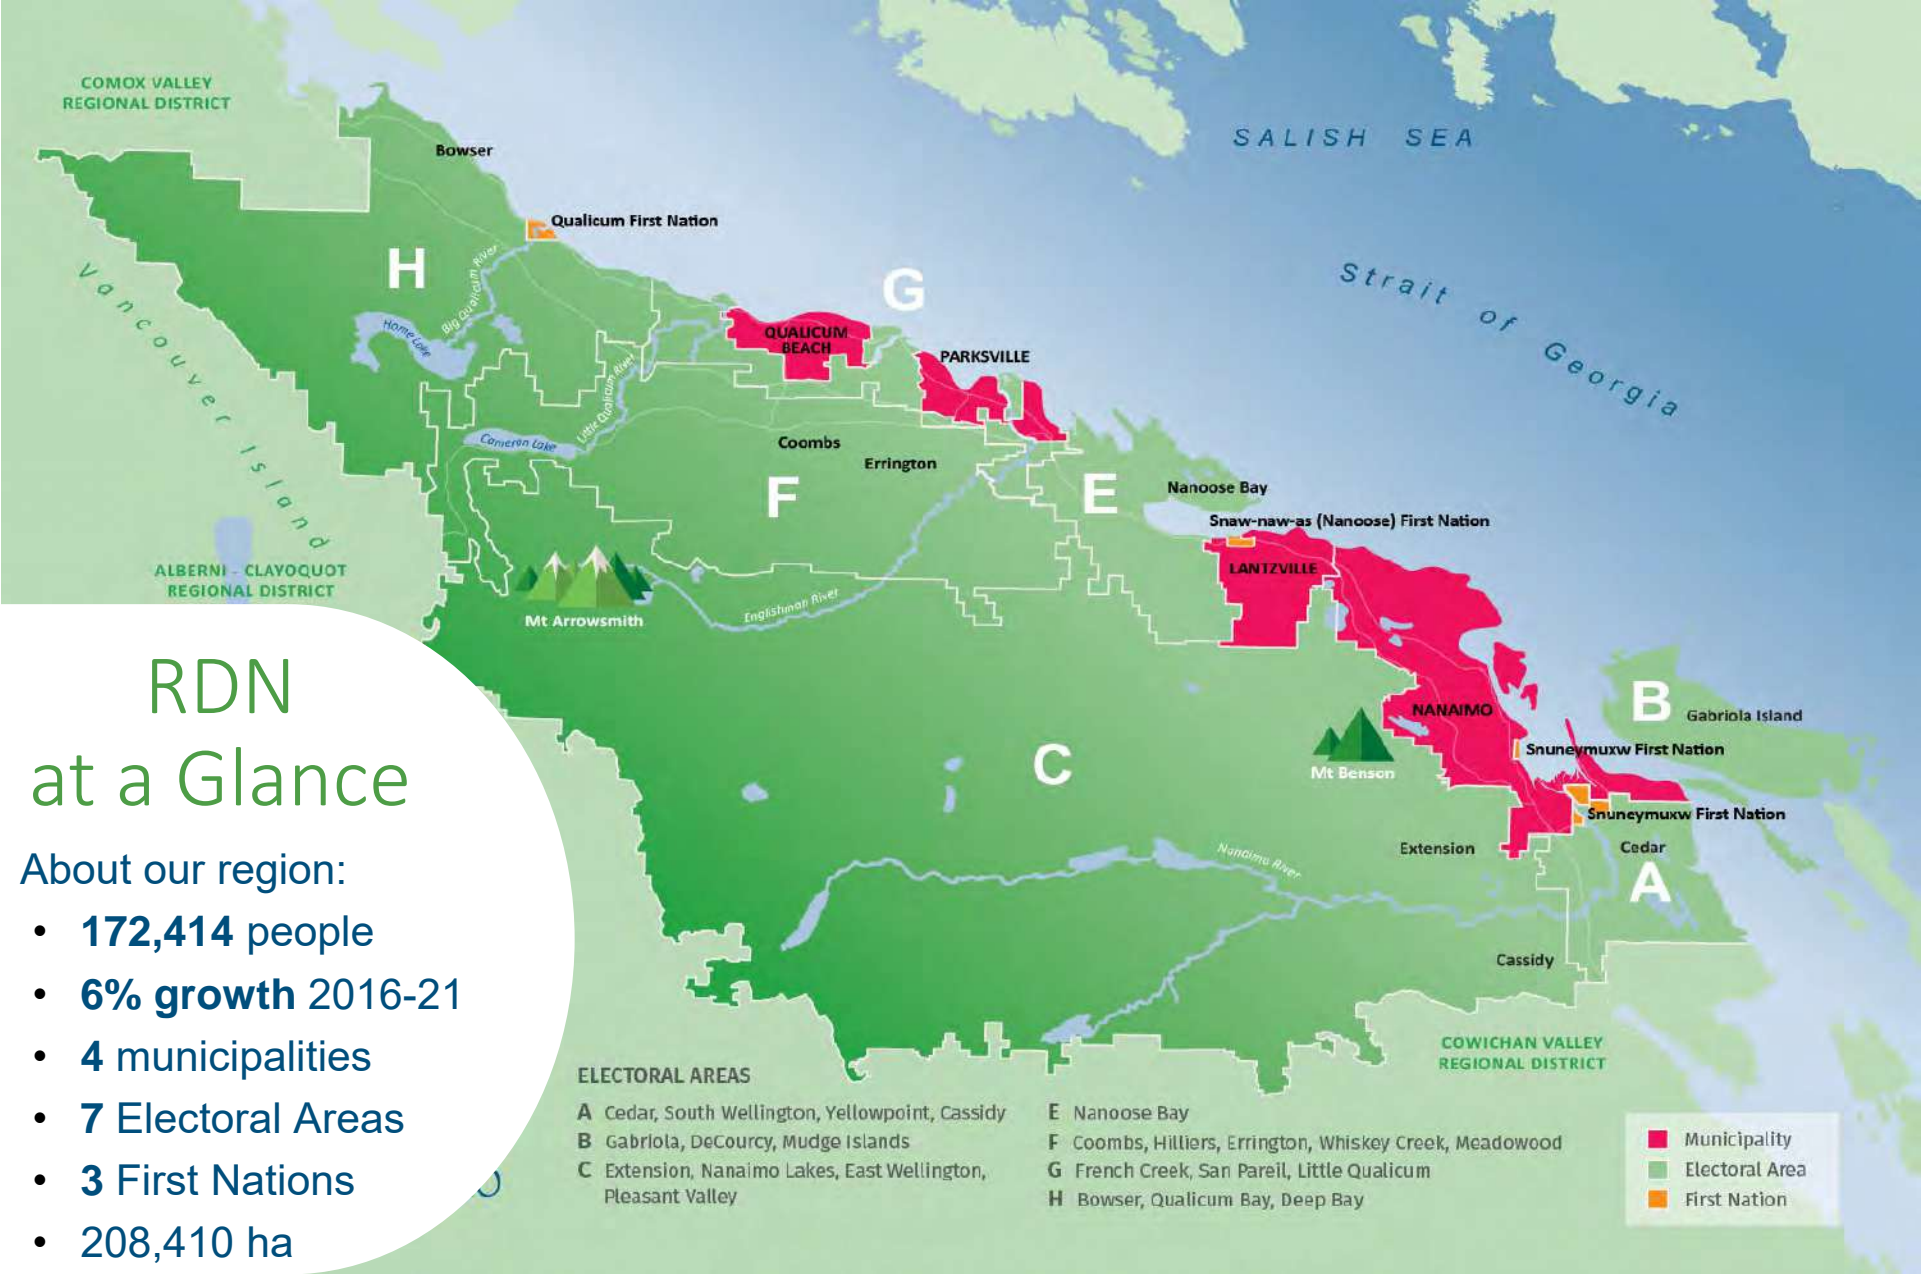 COMOX VALLEY
REGIONAL DISTRICT
SALISH SEA
Strait of Georgia
Vancouver Island
Bowser
Qualicum First Nation
H
Big Qualicum River
Horne Lake
G
QUALICUM
BEACH
PARKSVILLE
Little Qualicum River
Cameron Lake
Coombs
Errington
F
E
Nanoose Bay
Snaw-naw-as (Nanoose) First Nation
LANTZVILLE
ALBERNI - CLAYOQUOT
REGIONAL DISTRICT
Mt Arrowsmith
Englishman River
B
Gabriola Island
NANAIMO
Snuneymuxw First Nation
C
Mt Benson
Snuneymuxw First Nation
Extension
Cedar
Nanaimo River
A
Cassidy
COWICHAN VALLEY
REGIONAL DISTRICT
RDN
at a Glance
About our region:
• 172,414 people
• 6% growth 2016-21
• 4 municipalities
• 7 Electoral Areas
• 3 First Nations
• 208,410 ha
ELECTORAL AREAS
A Cedar, South Wellington, Yellowpoint, Cassidy
B Gabriola, DeCourcy, Mudge Islands
C Extension, Nanaimo Lakes, East Wellington,
Pleasant Valley
E Nanoose Bay
F Coombs, Hilliers, Errington, Whiskey Creek, Meadowood
G French Creek, San Pareil, Little Qualicum
H Bowser, Qualicum Bay, Deep Bay
Municipality
Electoral Area
First Nation